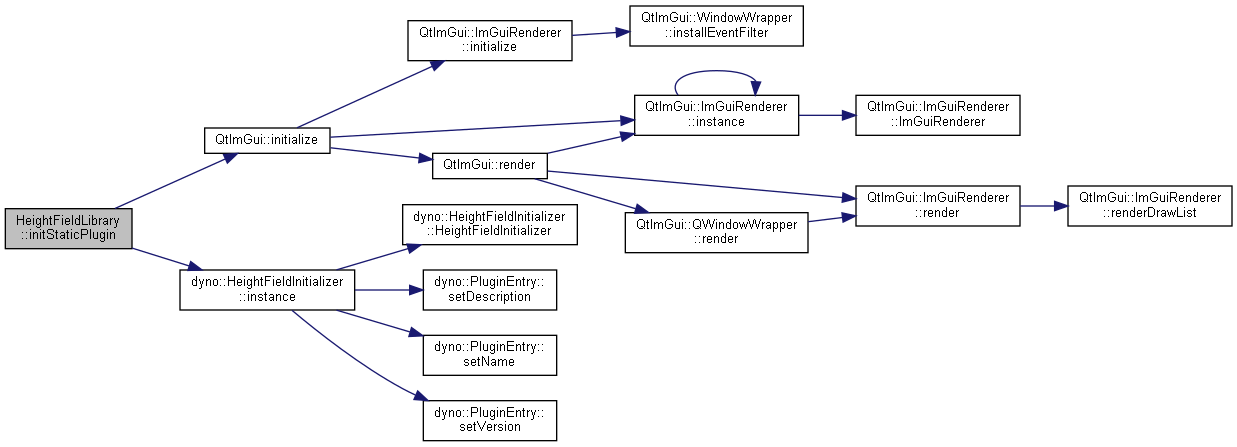 HeightFieldLibrary
::initStaticPlugin
QtImGui::initialize
QtImGui::ImGuiRenderer
::initialize
QtImGui::WindowWrapper
::installEventFilter
QtImGui::ImGuiRenderer
::instance
QtImGui::ImGuiRenderer
::ImGuiRenderer
QtImGui::render
QtImGui::ImGuiRenderer
::render
QtImGui::ImGuiRenderer
::renderDrawList
QtImGui::QWindowWrapper
::render
dyno::HeightFieldInitializer
::instance
dyno::HeightFieldInitializer
::HeightFieldInitializer
dyno::PluginEntry::
setDescription
dyno::PluginEntry::
setName
dyno::PluginEntry::
setVersion